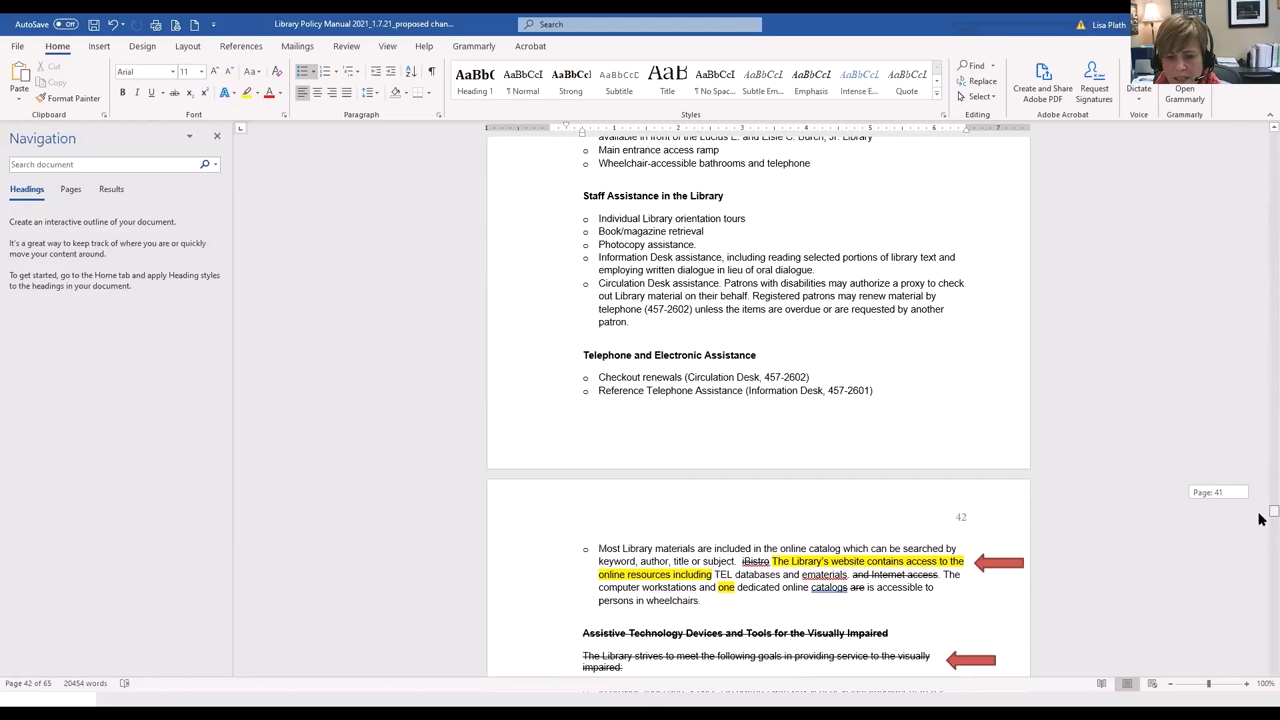 AutoSave Off Library Policy Manual 2021_1.7.21_proposed chan... Search Lisa Plath
File Home Insert Design Layout References Mailings Review View Help Grammarly Acrobat
Paste Cut Copy Format Painter
Arial 11
AaBbC Heading 1 AaBbCcI ¶ Normal AaBbCcI Strong AaBbCcI Subtitle AaB Title AaBbCcI ¶ No Spac... AaBbCcI Subtle Em... AaBbCcI Emphasis AaBbCcI Intense E... AaBbCcI Quote
Find Replace Select
Create and Share Adobe PDF Request Signatures Dictate Open Grammarly
Clipboard Font Paragraph Styles Editing Adobe Acrobat Voice Grammarly
Navigation
Search document
Headings Pages Results
Create an interactive outline of your document.
It's a great way to keep track of where you are or quickly
move your content around.
To get started, go to the Home tab and apply Heading styles
to the headings in your document.
available in front of the Lucius E. and Elsie C. Burch, Jr. Library
o Main entrance access ramp
o Wheelchair-accessible bathrooms and telephone
Staff Assistance in the Library
o Individual Library orientation tours
o Book/magazine retrieval
o Photocopy assistance.
o Information Desk assistance, including reading selected portions of library text and
employing written dialogue in lieu of oral dialogue.
o Circulation Desk assistance. Patrons with disabilities may authorize a proxy to check
out Library material on their behalf. Registered patrons may renew material by
telephone (457-2602) unless the items are overdue or are requested by another
patron.
Telephone and Electronic Assistance
o Checkout renewals (Circulation Desk, 457-2602)
o Reference Telephone Assistance (Information Desk, 457-2601)
Page: 41
42
o Most Library materials are included in the online catalog which can be searched by
keyword, author, title or subject. iBistro The Library's website contains access to the
online resources including TEL databases and ematerials. and Internet access. The
computer workstations and one dedicated online catalogs are is accessible to
persons in wheelchairs.
Assistive Technology Devices and Tools for the Visually Impaired
The Library strives to meet the following goals in providing service to the visually
impaired:
Page 42 of 65 20454 words 100%